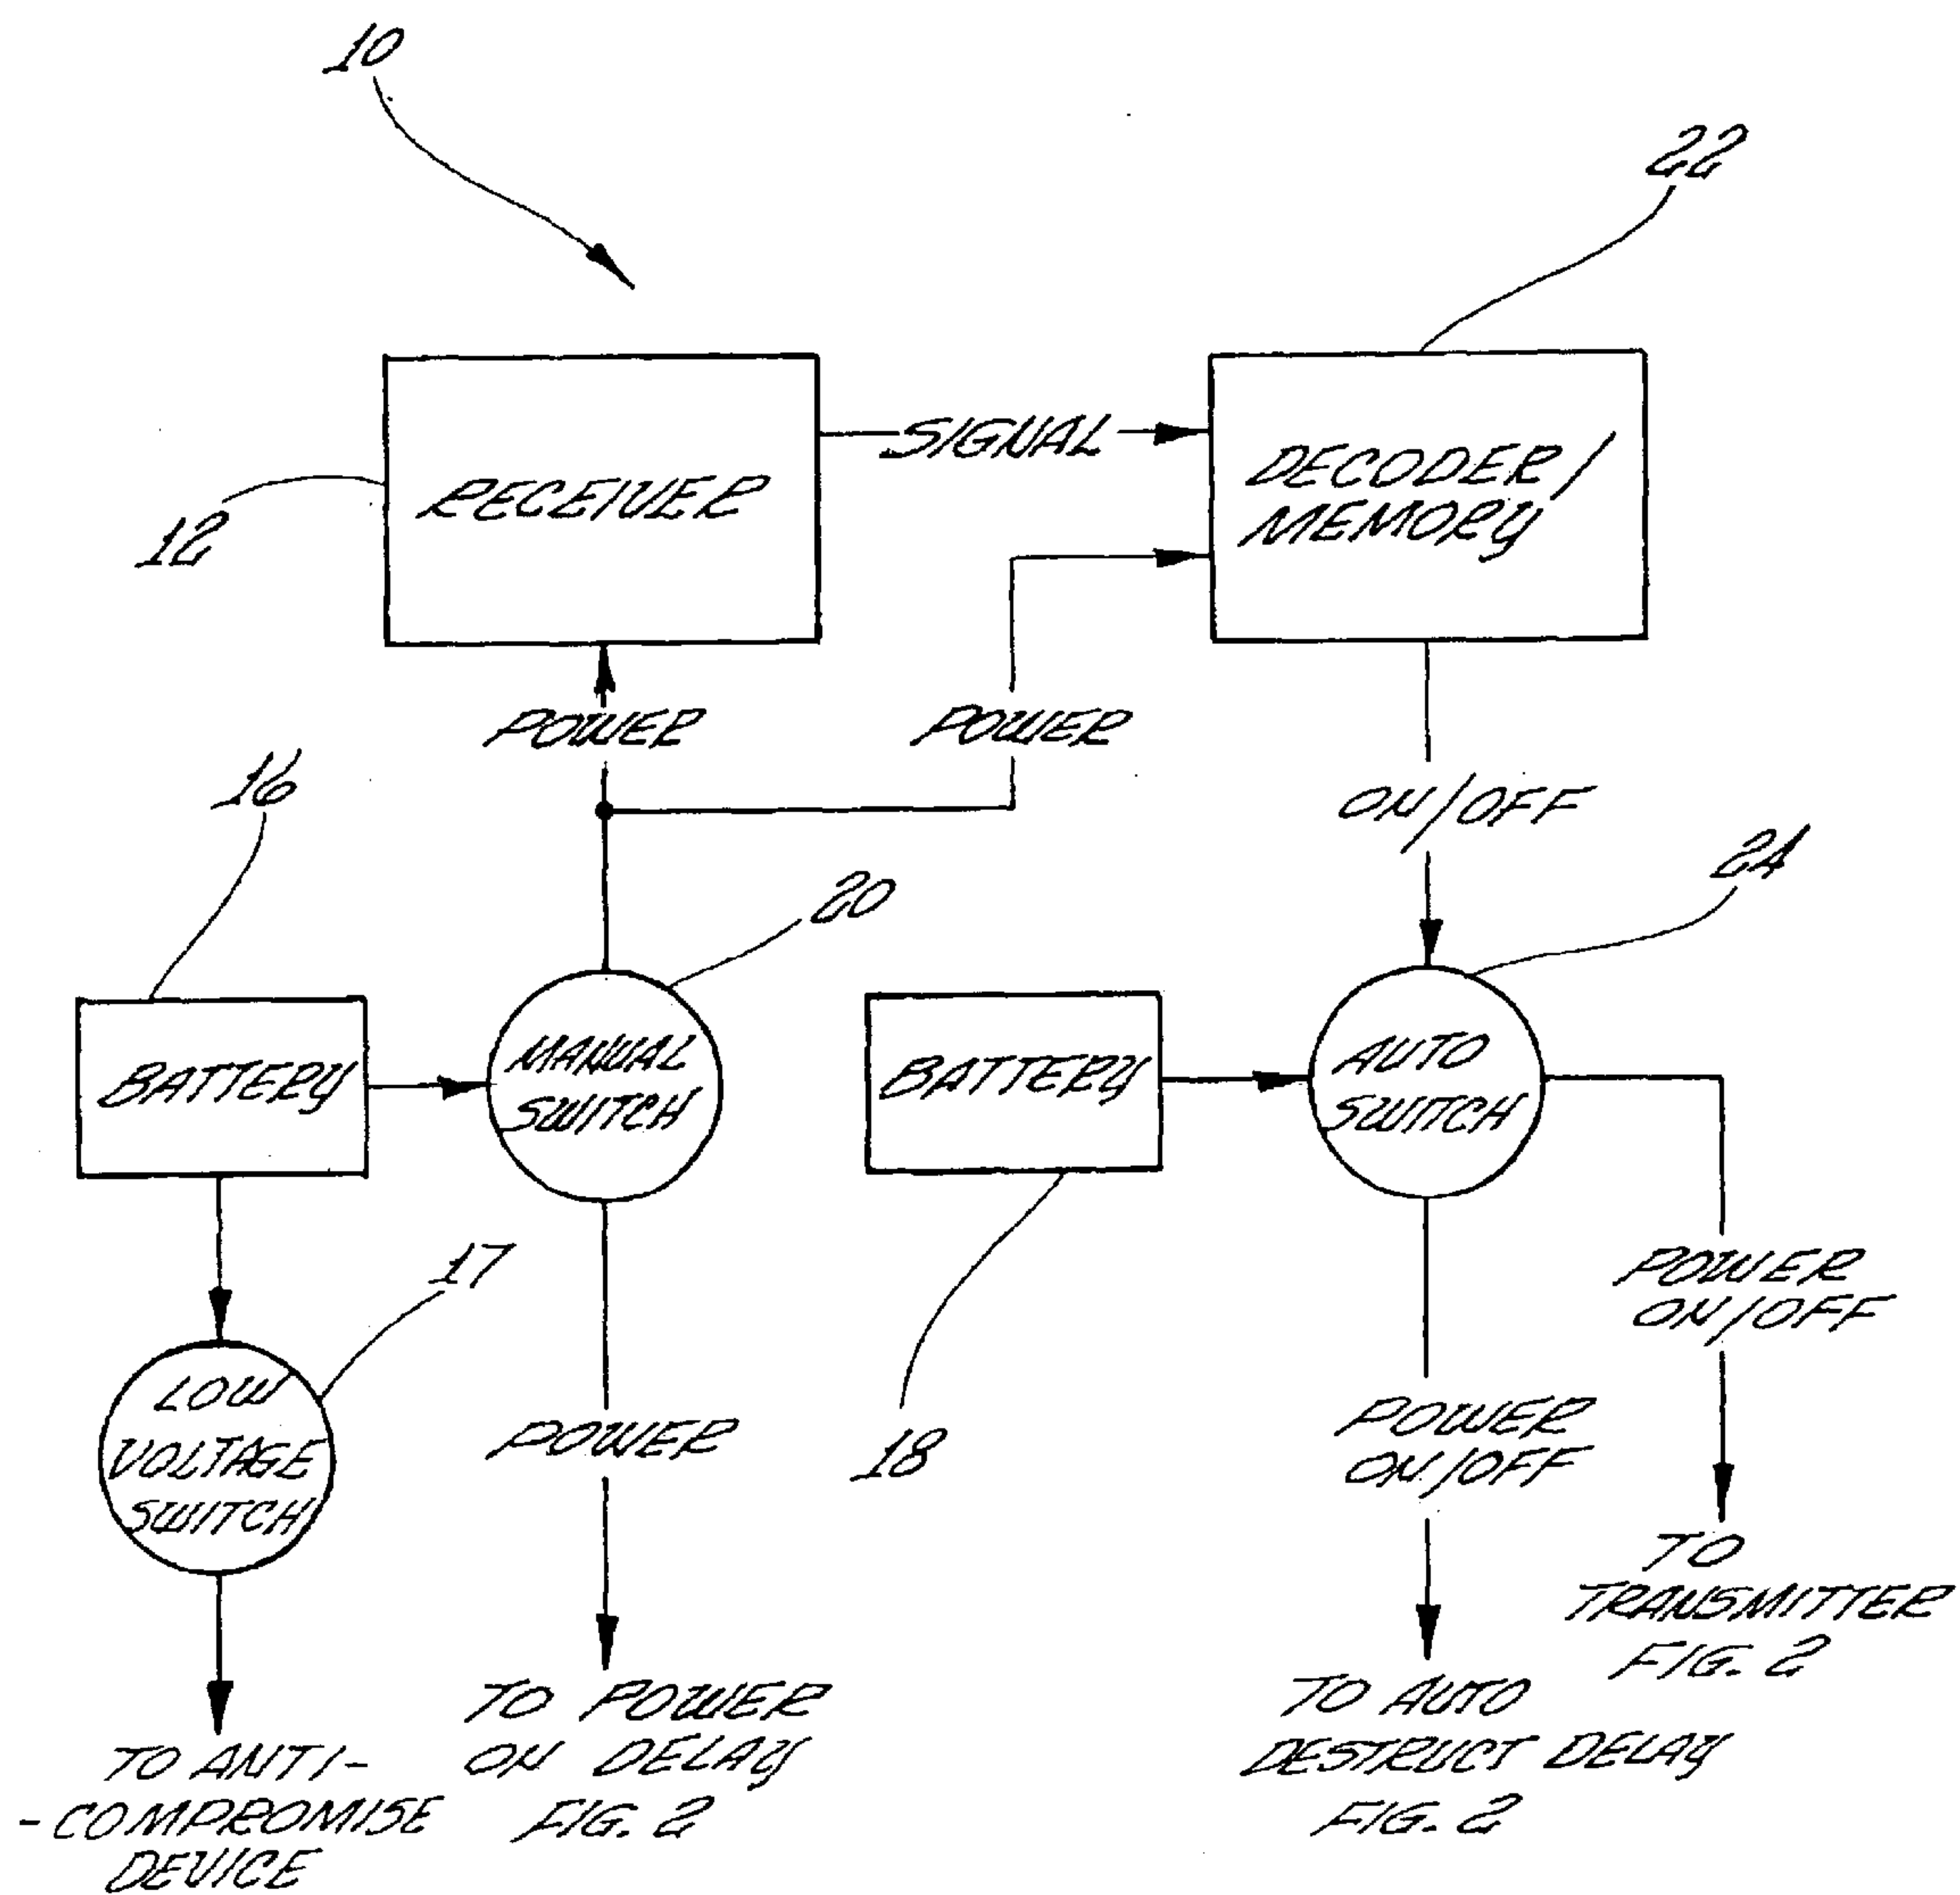 10
22
SIGNAL
RECEIVER
DECODER/
MEMORY
12
POWER
POWER
16
ON/OFF
24
20
BATTERY
MANUAL
SWITCH
BATTERY
AUTO
SWITCH
17
POWER
ON/OFF
LOW
VOLTAGE
SWITCH
POWER
18
POWER
ON/OFF
TO
TRANSMITTER
FIG. 2
TO ANTI-
-COMPROMISE
DEVICE
TO POWER
ON DELAY
FIG. 2
TO AUTO
DESTRUCT DELAY
FIG. 2